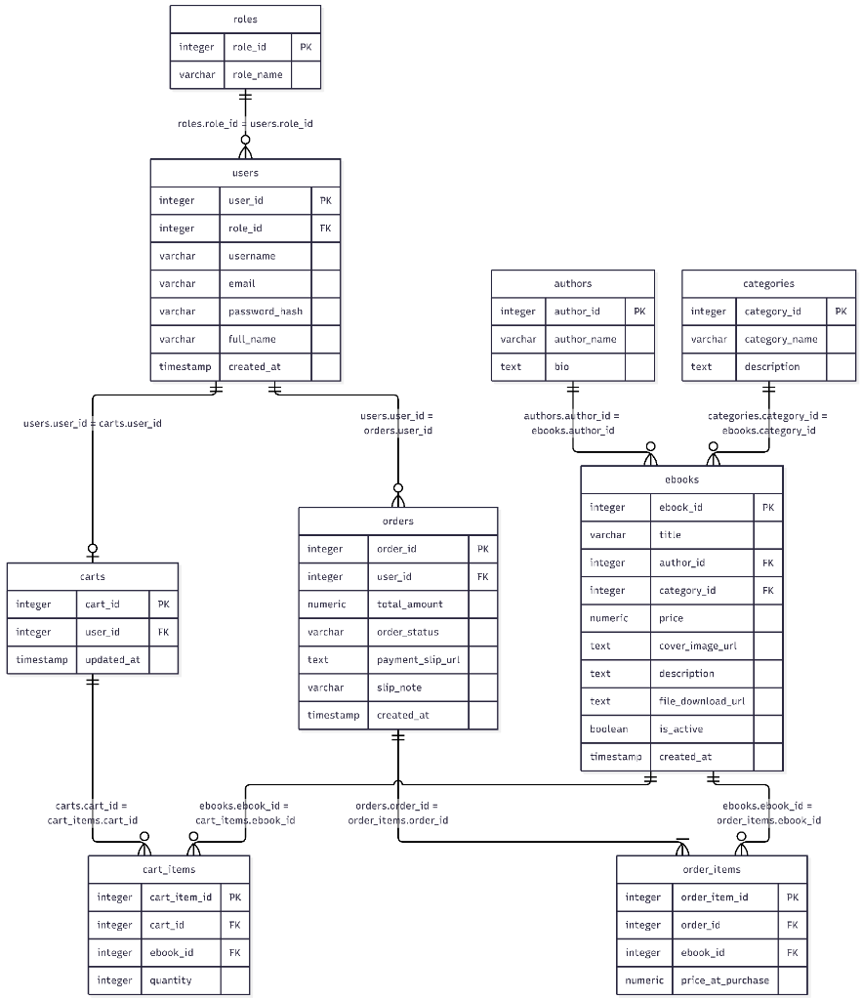 roles
integer role_id PK
varchar role_name
roles.role_id = users.role_id
users
integer user_id PK
integer role_id FK
varchar username
varchar email
varchar password_hash
varchar full_name
timestamp created_at
authors
integer author_id PK
varchar author_name
text bio
categories
integer category_id PK
varchar category_name
text description
users.user_id = carts.user_id
users.user_id =
orders.user_id
authors.author_id =
ebooks.author_id
categories.category_id =
ebooks.category_id
ebooks
integer ebook_id PK
varchar title
integer author_id FK
integer category_id FK
numeric price
text cover_image_url
text description
text file_download_url
boolean is_active
timestamp created_at
orders
integer order_id PK
integer user_id FK
numeric total_amount
varchar order_status
text payment_slip_url
varchar slip_note
timestamp created_at
carts
integer cart_id PK
integer user_id FK
timestamp updated_at
carts.cart_id =
cart_items.cart_id
ebooks.ebook_id =
cart_items.ebook_id
orders.order_id =
order_items.order_id
ebooks.ebook_id =
order_items.ebook_id
cart_items
integer cart_item_id PK
integer cart_id FK
integer ebook_id FK
integer quantity
order_items
integer order_item_id PK
integer order_id FK
integer ebook_id FK
numeric price_at_purchase